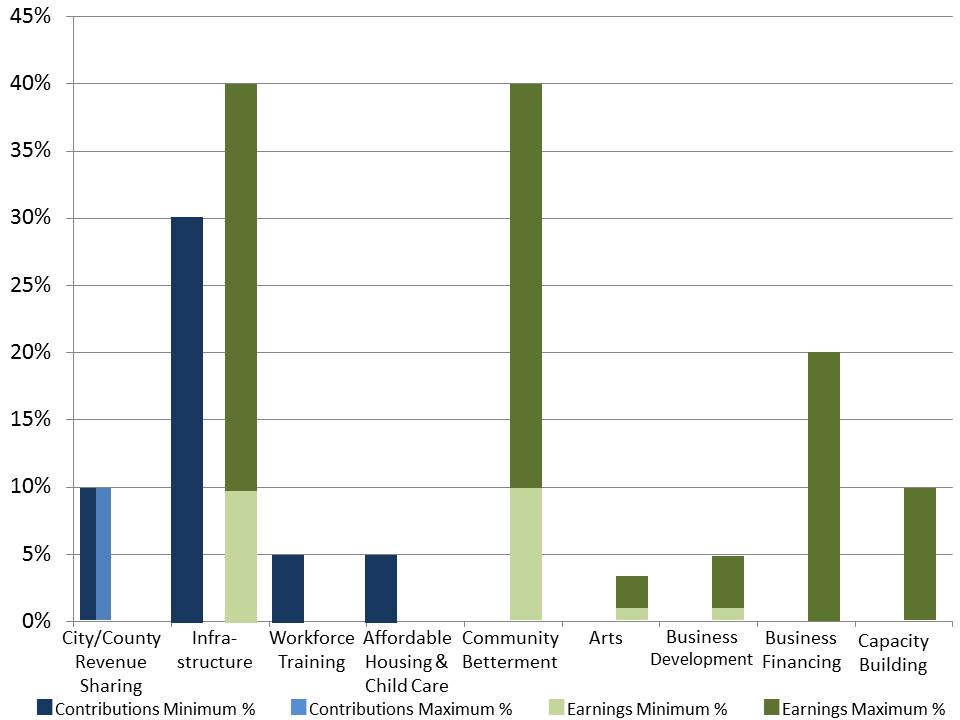 45%
40%
35%
30%
25%
20%
15%
10%
5%
0%
City/County
Revenue
Sharing
Infra-
structure
Workforce
Training
Affordable
Housing &
Child Care
Community
Betterment
Arts
Business
Development
Business
Financing
Capacity
Building
Contributions Minimum %
Contributions Maximum %
Earnings Minimum %
Earnings Maximum %